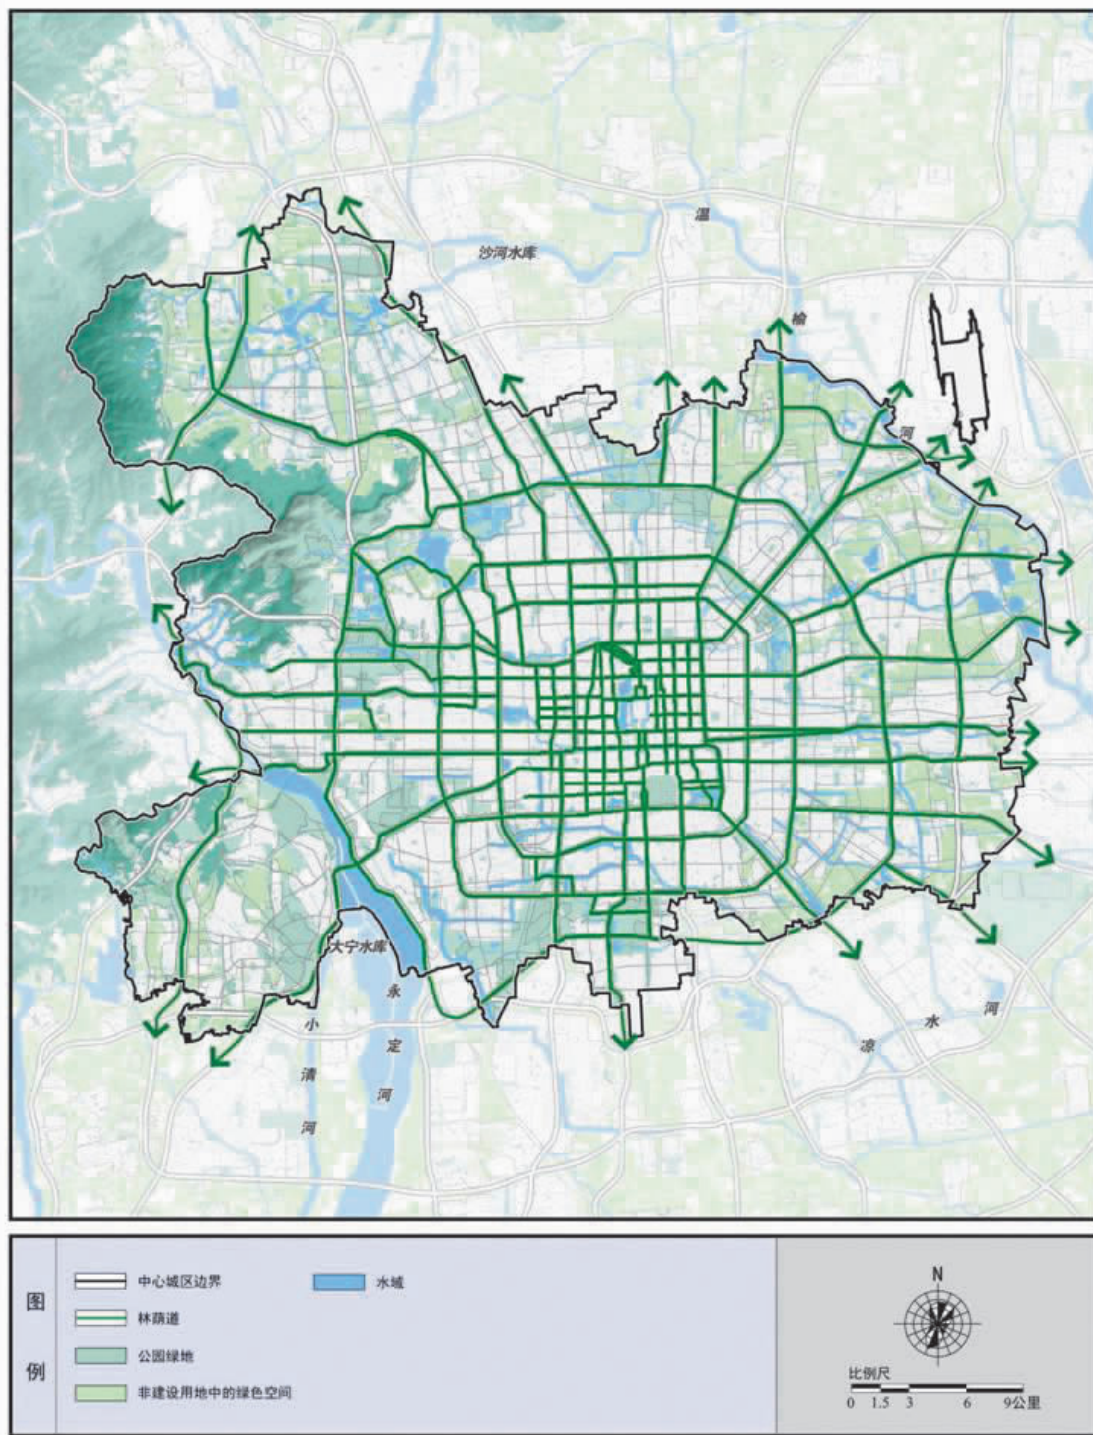 温
沙河水库
榆
河
大宁水库
永
定
河
小
清
河
凉
水
河
图
例
中心城区边界
水域
林荫道
公园绿地
非建设用地中的绿色空间
N
比例尺
0 1.5 3 6 9公里